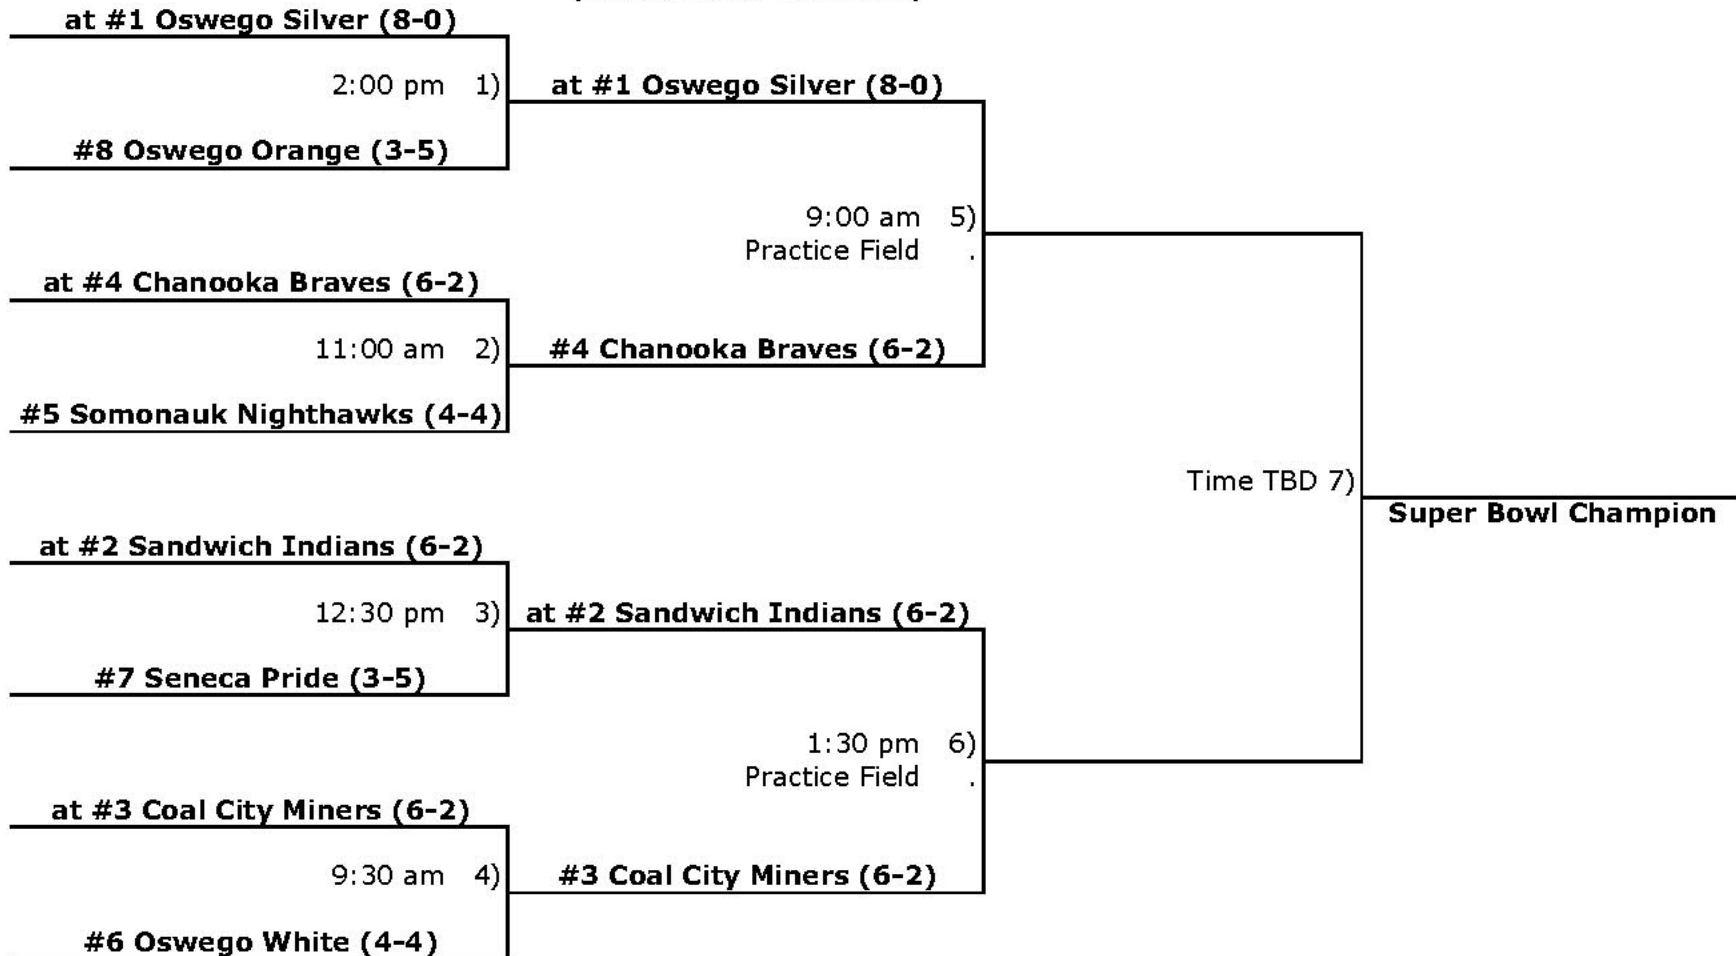 at #1 Oswego Silver (8-0)
2:00 pm 1)
#8 Oswego Orange (3-5)
at #1 Oswego Silver (8-0)
9:00 am 5)
Practice Field .
at #4 Chanooka Braves (6-2)
11:00 am 2)
#5 Somonauk Nighthawks (4-4)
#4 Chanooka Braves (6-2)
Time TBD 7)
Super Bowl Champion
at #2 Sandwich Indians (6-2)
12:30 pm 3)
#7 Seneca Pride (3-5)
at #2 Sandwich Indians (6-2)
1:30 pm 6)
Practice Field .
at #3 Coal City Miners (6-2)
9:30 am 4)
#6 Oswego White (4-4)
#3 Coal City Miners (6-2)